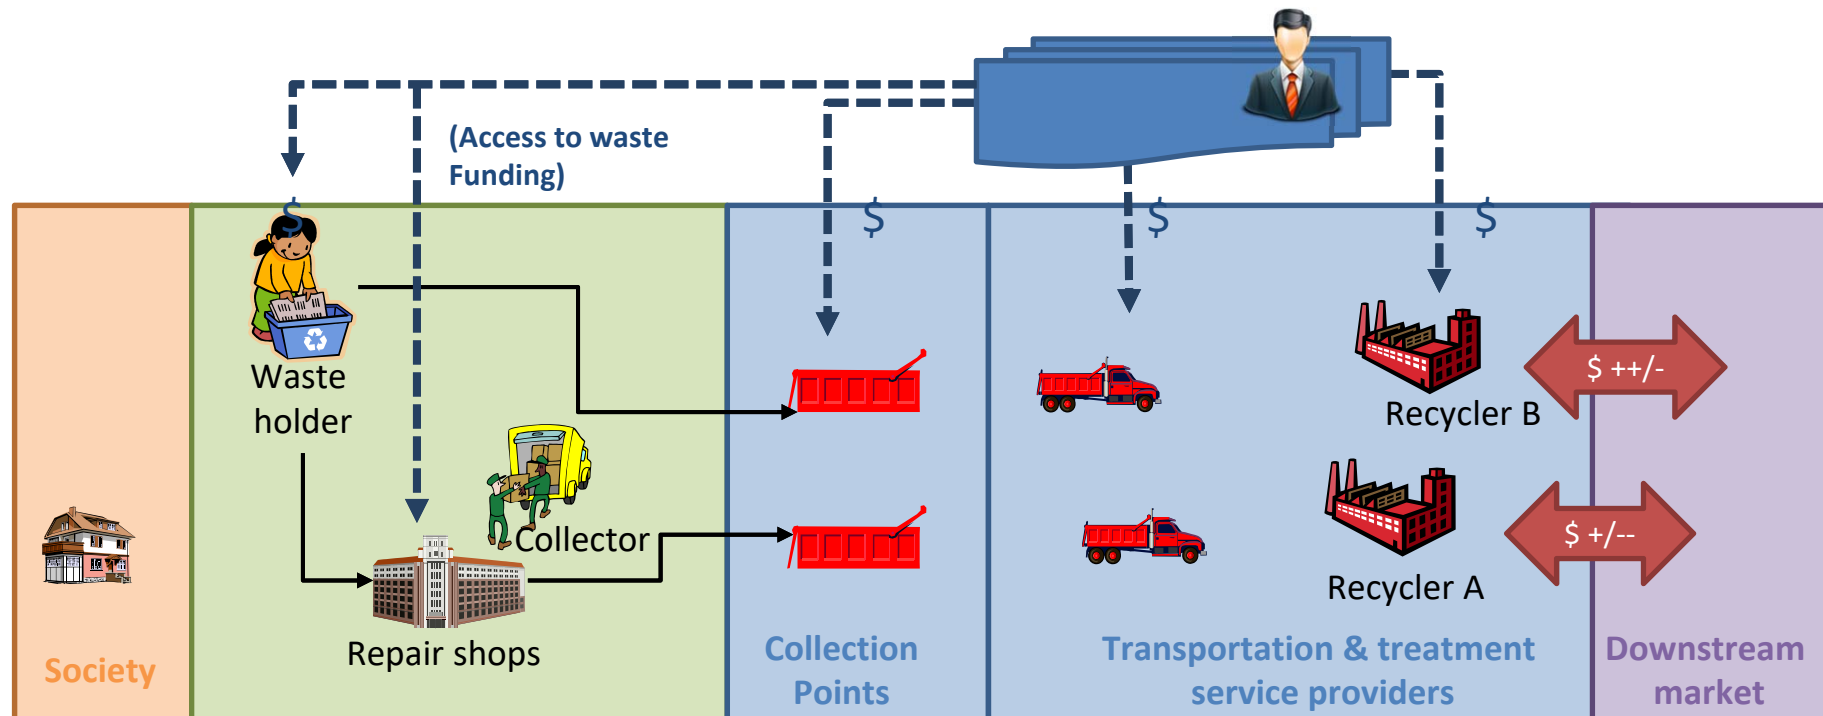 (Access to waste
Funding)
$
$
$
$
Waste
holder
$ ++/-
Recycler B
Collector
$ +/--
Recycler A
Repair shops
Society
Collection
Points
Transportation & treatment
service providers
Downstream
market